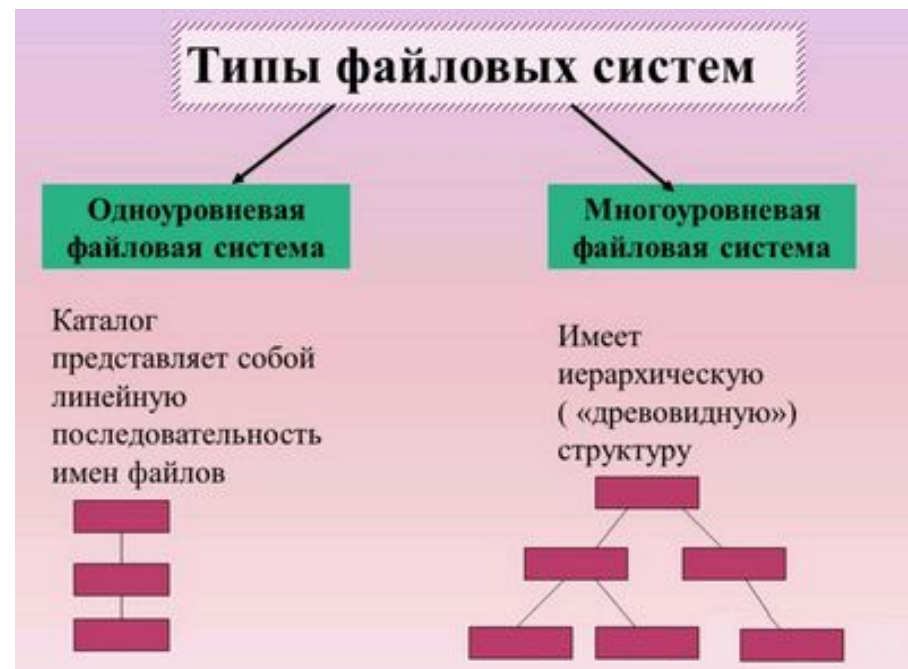 Типы файловых систем
Одноуровневая
файловая система
Каталог
представляет собой
линейную
последовательность
имен файлов
Многоуровневая
файловая система
Имеет
иерархическую
( «древовидную»)
структуру